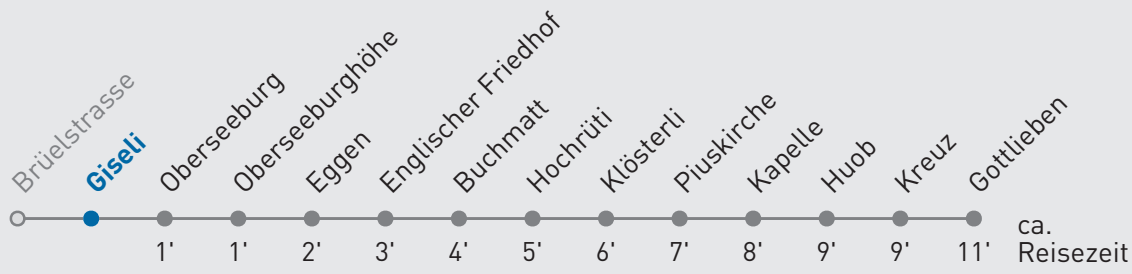 Brüelstrasse
Giseli
Oberseeburg
Oberseeburghöhe
Eggen
Englischer Friedhof
Buchmatt
Hochrüti
Klösterli
Piuskirche
Kapelle
Huob
Kreuz
Gottlieben
1' 1' 2' 3' 4' 5' 6' 7' 8' 9' 9' 11'
ca.
Reisezeit